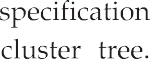 specification
cluster tree.